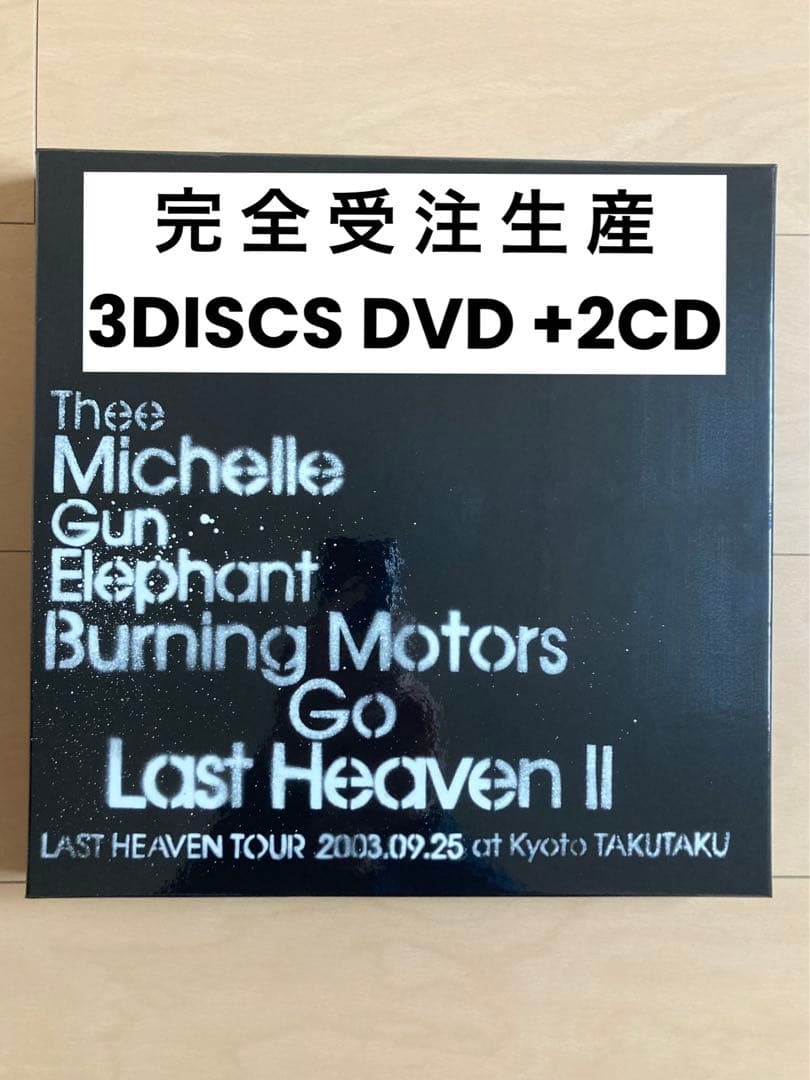 完全受注生産
3DISCS DVD +2CD
Thee
Michelle
Gun
Elephant
Burning Motors
Go
Last Heaven II
LAST HEAVEN TOUR 2003.09.25 at Kyoto TAKUTAKU